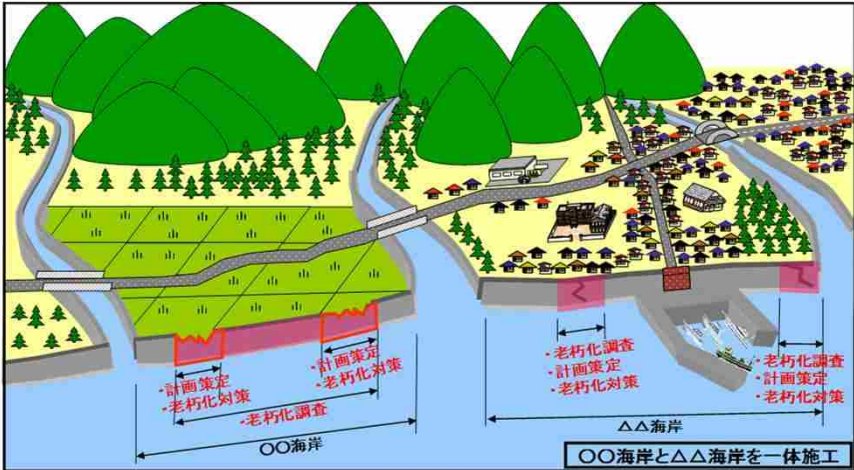 ・計画策定
・老朽化対策
・計画策定
・老朽化対策
・老朽化調査
〇〇海岸
・老朽化調査
・計画策定
・老朽化対策
・老朽化調査
・計画策定
・老朽化対策
△△海岸
〇〇海岸と△△海岸を一体施工